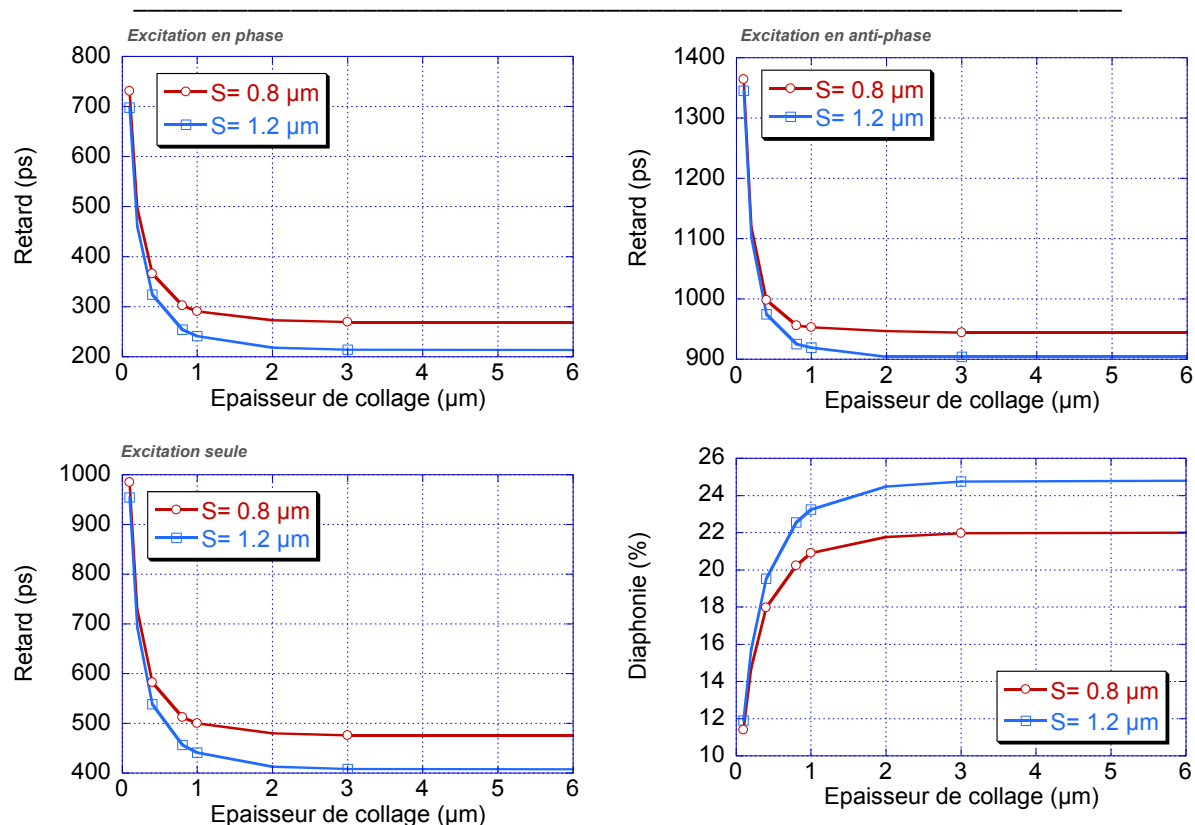 Excitation en phase
800
700
600
500
400
300
200
0 1 2 3 4 5 6
Retard (ps)
Epaisseur de collage (µm)
S= 0.8 µm
S= 1.2 µm
Excitation en anti-phase
1400
1300
1200
1100
1000
900
0 1 2 3 4 5 6
Retard (ps)
Epaisseur de collage (µm)
S= 0.8 µm
S= 1.2 µm
Excitation seule
1000
900
800
700
600
500
400
0 1 2 3 4 5 6
Retard (ps)
Epaisseur de collage (µm)
S= 0.8 µm
S= 1.2 µm
26
24
22
20
18
16
14
12
10
0 1 2 3 4 5 6
Diaphonie (%)
Epaisseur de collage (µm)
S= 0.8 µm
S= 1.2 µm